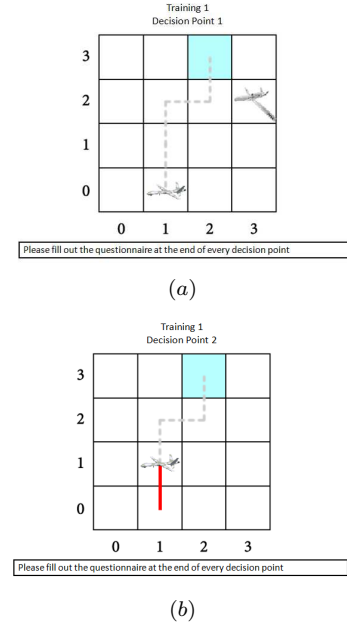 Training 1
Decision Point 1
3
2
1
0
0 1 2 3
Please fill out the questionnaire at the end of every decision point
(a)
Training 1
Decision Point 2
3
2
1
0
0 1 2 3
Please fill out the questionnaire at the end of every decision point
(b)